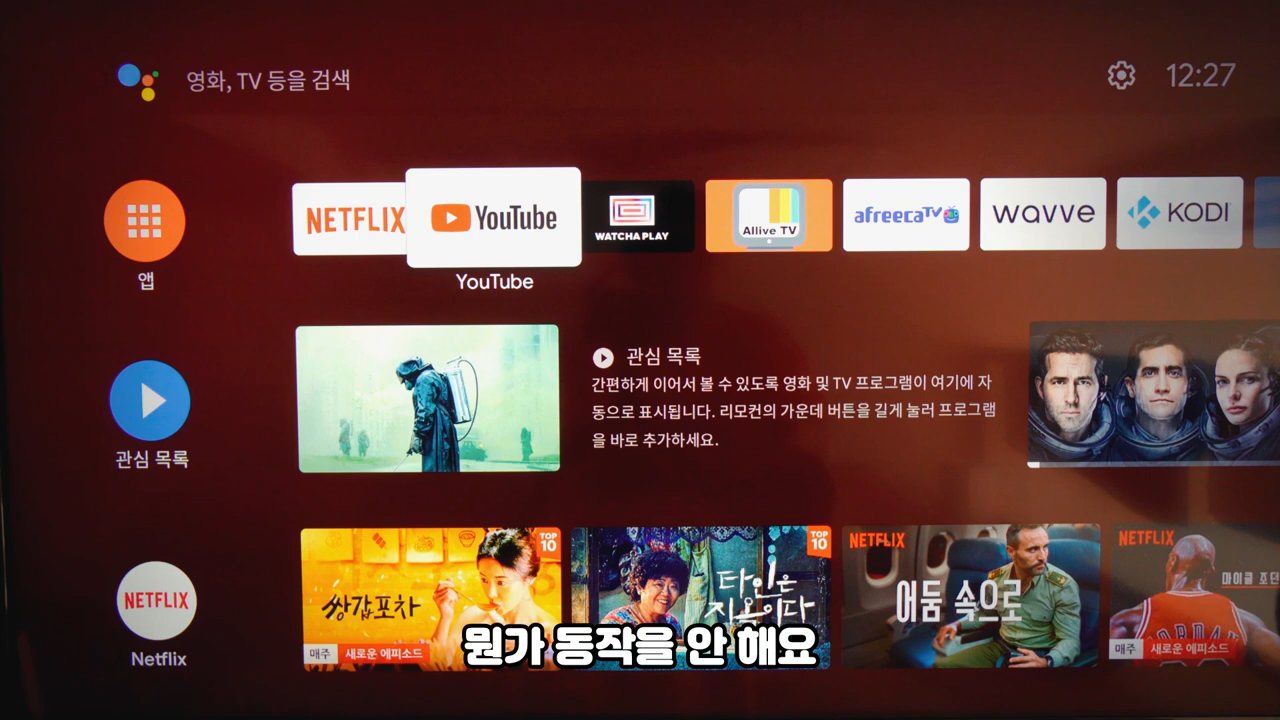 영화, TV 등을 검색
12:27
NETFLIX
YouTube
WATCHA PLAY
Allive TV
afreecaTV
wavve
KODI
앱
YouTube
관심 목록
간편하게 이어서 볼 수 있도록 영화 및 TV 프로그램이 여기에 자
동으로 표시됩니다. 리모컨의 가운데 버튼을 길게 눌러 프로그램
을 바로 추가하세요.
관심 목록
NETFLIX
Netflix
TOP
10
쌍갑포차
매주 새로운 에피소드
TOP
10
타인은
지옥이다
NETFLIX
어둠 속으로
NETFLIX
마이클 조던
JORDAN
매주 새로운 에피소드
뭔가 동작을 안 해요